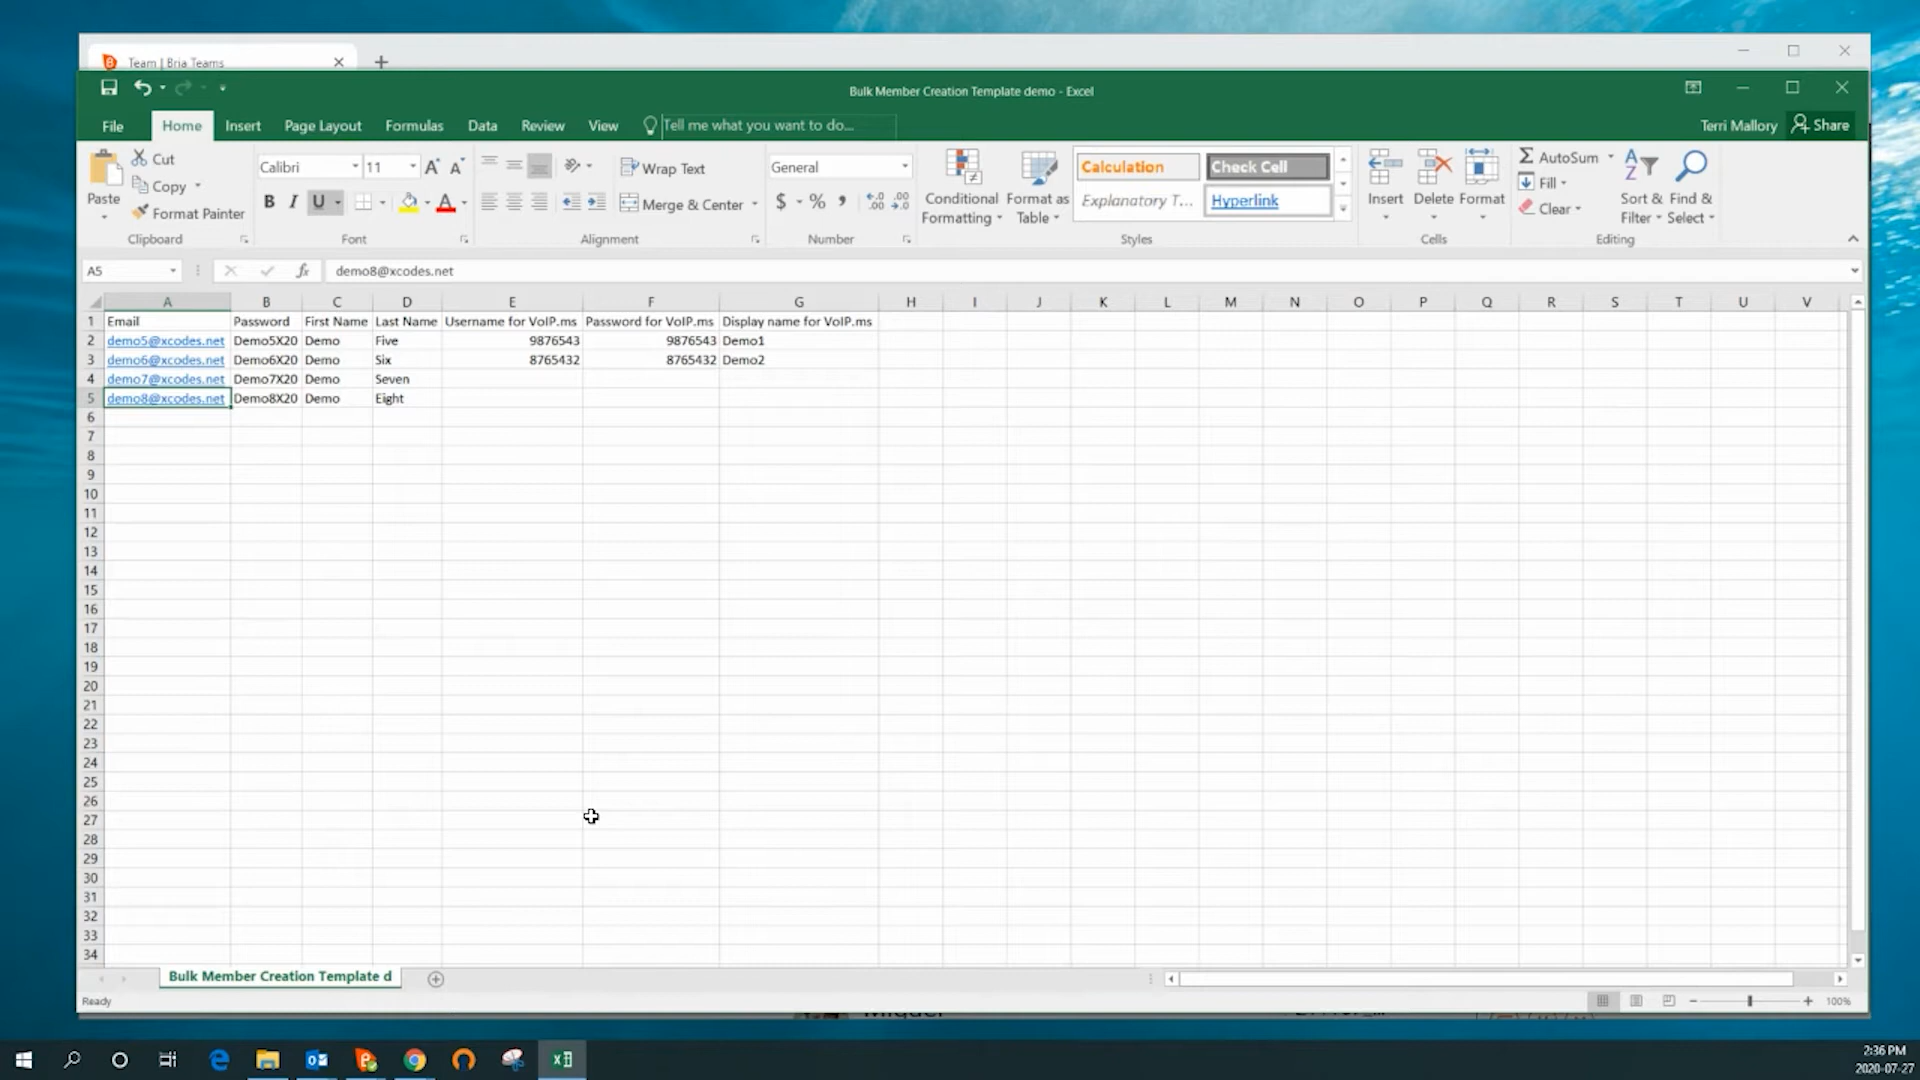 Team | Bria Teams
Bulk Member Creation Template demo - Excel
File Home Insert Page Layout Formulas Data Review View Tell me what you want to do... Terri Mallory Share
Paste Cut Copy Format Painter Clipboard
Calibri 11 A A B I U A Font
Wrap Text Merge & Center Alignment
General $ % Number
Conditional Formatting Format as Table Calculation Check Cell Explanatory T... Hyperlink Styles
Insert Delete Format Cells
AutoSum Fill Clear Sort & Filter Find & Select Editing
A5 fx demo8@xcodes.net
A B C D E F G H I J K L M N O P Q R S T U V
1 Email Password First Name Last Name Username for VoIP.ms Password for VoIP.ms Display name for VoIP.ms
2 demo5@xcodes.net Demo5X20 Demo Five 9876543 9876543 Demo1
3 demo6@xcodes.net Demo6X20 Demo Six 8765432 8765432 Demo2
4 demo7@xcodes.net Demo7X20 Demo Seven
5 demo8@xcodes.net Demo8X20 Demo Eight
6
7
8
9
10
11
12
13
14
15
16
17
18
19
20
21
22
23
24
25
26
27
28
29
30
31
32
33
34
Bulk Member Creation Template d
Ready 100%
2:36 PM
2020-07-27